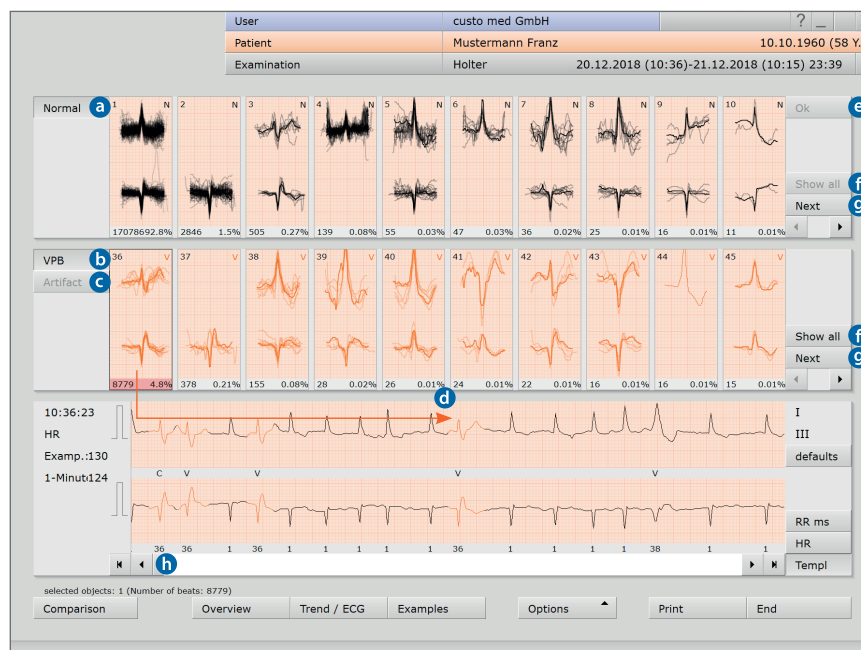 User custo med GmbH ? _
Patient Mustermann Franz 10.10.1960 (58 Y.
Examination Holter 20.12.2018 (10:36)-21.12.2018 (10:15) 23:39
Normal a 1 N 2 N 3 N 4 N 5 N 6 N 7 N 8 N 9 N 10 N Ok e
Show all f
Next g
17078692.8% 2846 1.5% 505 0.27% 139 0.08% 55 0.03% 47 0.03% 36 0.02% 25 0.01% 16 0.01% 11 0.01%
VPB b 36 V 37 V 38 V 39 V 40 V 41 V 42 V 43 V 44 V 45 V
Artifact c
Show all f
Next g
8779 4.8% 378 0.21% 155 0.08% 28 0.02% 26 0.01% 24 0.01% 22 0.01% 16 0.01% 16 0.01% 15 0.01%
d
10:36:23 I
HR III
Examp.:130 defaults
1-Minut124 C V V V V
RR ms
36 36 1 36 1 1 1 1 1 36 1 1 1 1 38 1 1 HR
h Templ
selected objects: 1 (Number of beats: 8779)
Comparison Overview Trend / ECG Examples Options Print End